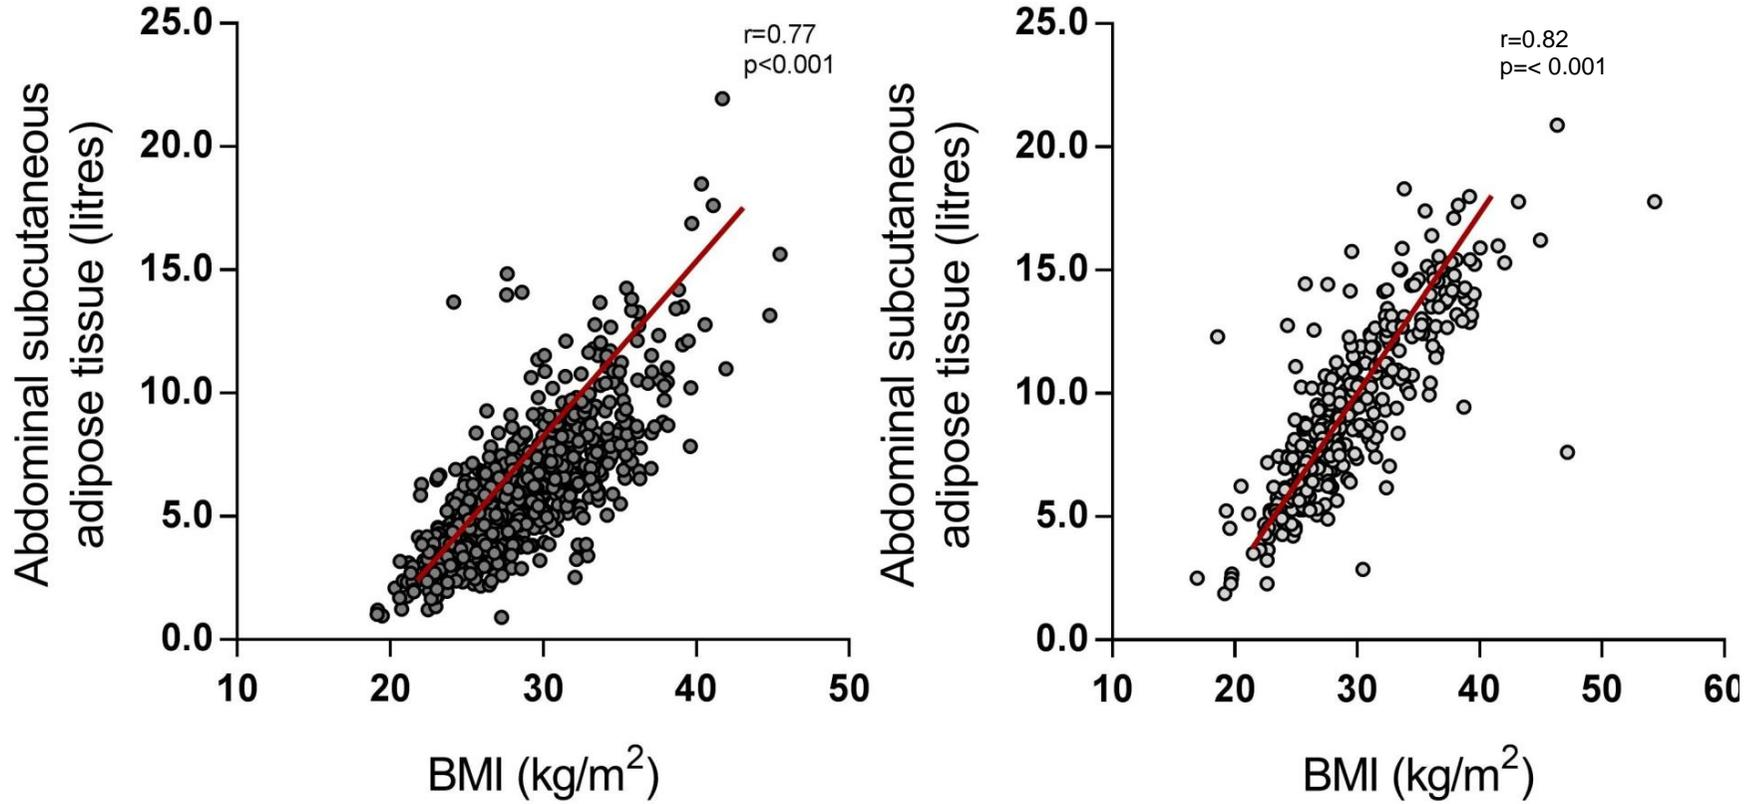 25.0
20.0
15.0
10.0
5.0
0.0
Abdominal subcutaneous
adipose tissue (litres)
r=0.77
p<0.001
10 20 30 40 50
BMI (kg/m²)
25.0
20.0
15.0
10.0
5.0
0.0
Abdominal subcutaneous
adipose tissue (litres)
r=0.82
p=< 0.001
10 20 30 40 50 60
BMI (kg/m²)